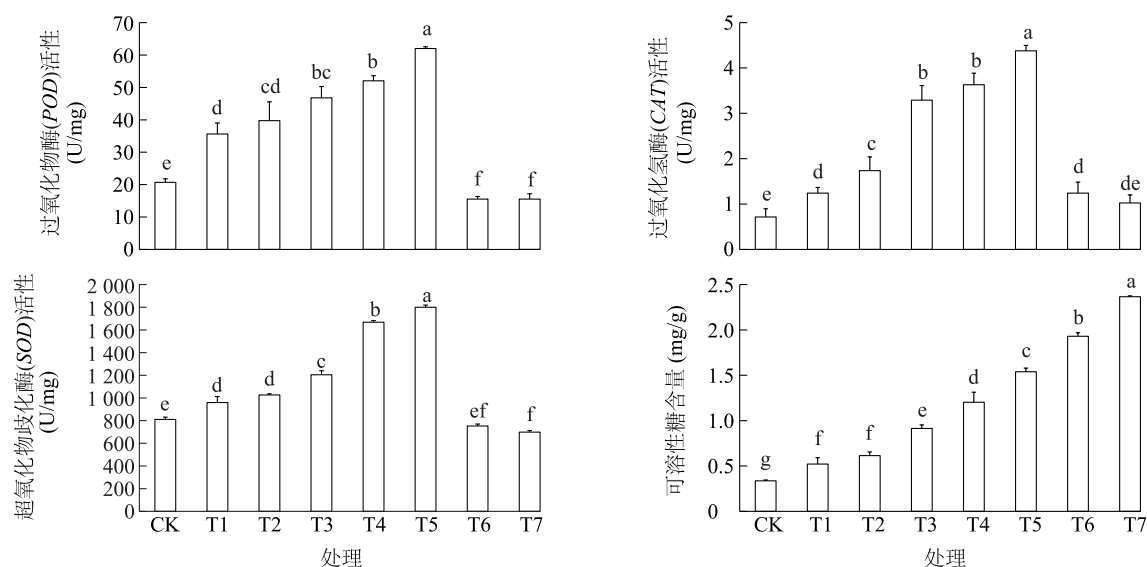 过氧化物酶(POD)活性
(U/mg)
70
60
50
40
30
20
10
0
e
d
cd
bc
b
a
f
f
过氧化氢酶(CAT)活性
(U/mg)
5
4
3
2
1
0
e
d
c
b
b
a
d
de
超氧化物歧化酶(SOD)活性
(U/mg)
2 000
1 800
1 600
1 400
1 200
1 000
800
600
400
200
0
e
d
d
c
b
a
ef
f
CK T1 T2 T3 T4 T5 T6 T7
处理
可溶性糖含量 (mg/g)
2.5
2.0
1.5
1.0
0.5
0
g
f
f
e
d
c
b
a
CK T1 T2 T3 T4 T5 T6 T7
处理